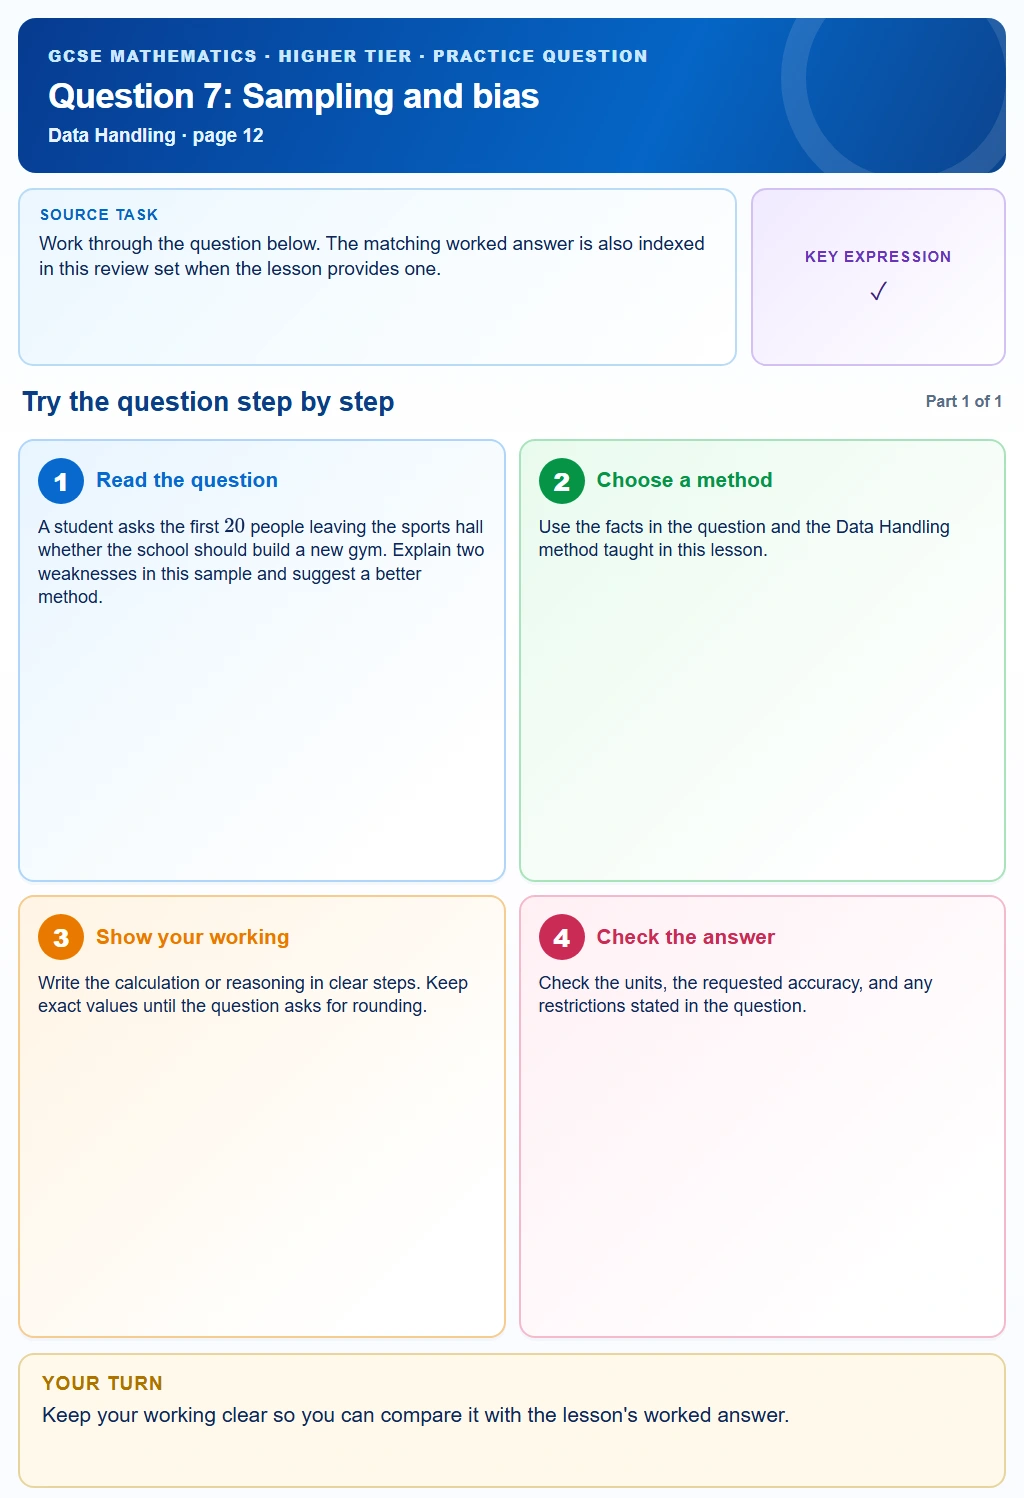 GCSE MATHEMATICS · HIGHER TIER · PRACTICE QUESTION
Question 7: Sampling and bias
Data Handling · page 12
SOURCE TASK
Work through the question below. The matching worked answer is also indexed
in this review set when the lesson provides one.
KEY EXPRESSION
✓
Try the question step by step
Part 1 of 1
1 Read the question
A student asks the first 20 people leaving the sports hall
whether the school should build a new gym. Explain two
weaknesses in this sample and suggest a better
method.
2 Choose a method
Use the facts in the question and the Data Handling
method taught in this lesson.
3 Show your working
Write the calculation or reasoning in clear steps. Keep
exact values until the question asks for rounding.
4 Check the answer
Check the units, the requested accuracy, and any
restrictions stated in the question.
YOUR TURN
Keep your working clear so you can compare it with the lesson's worked answer.